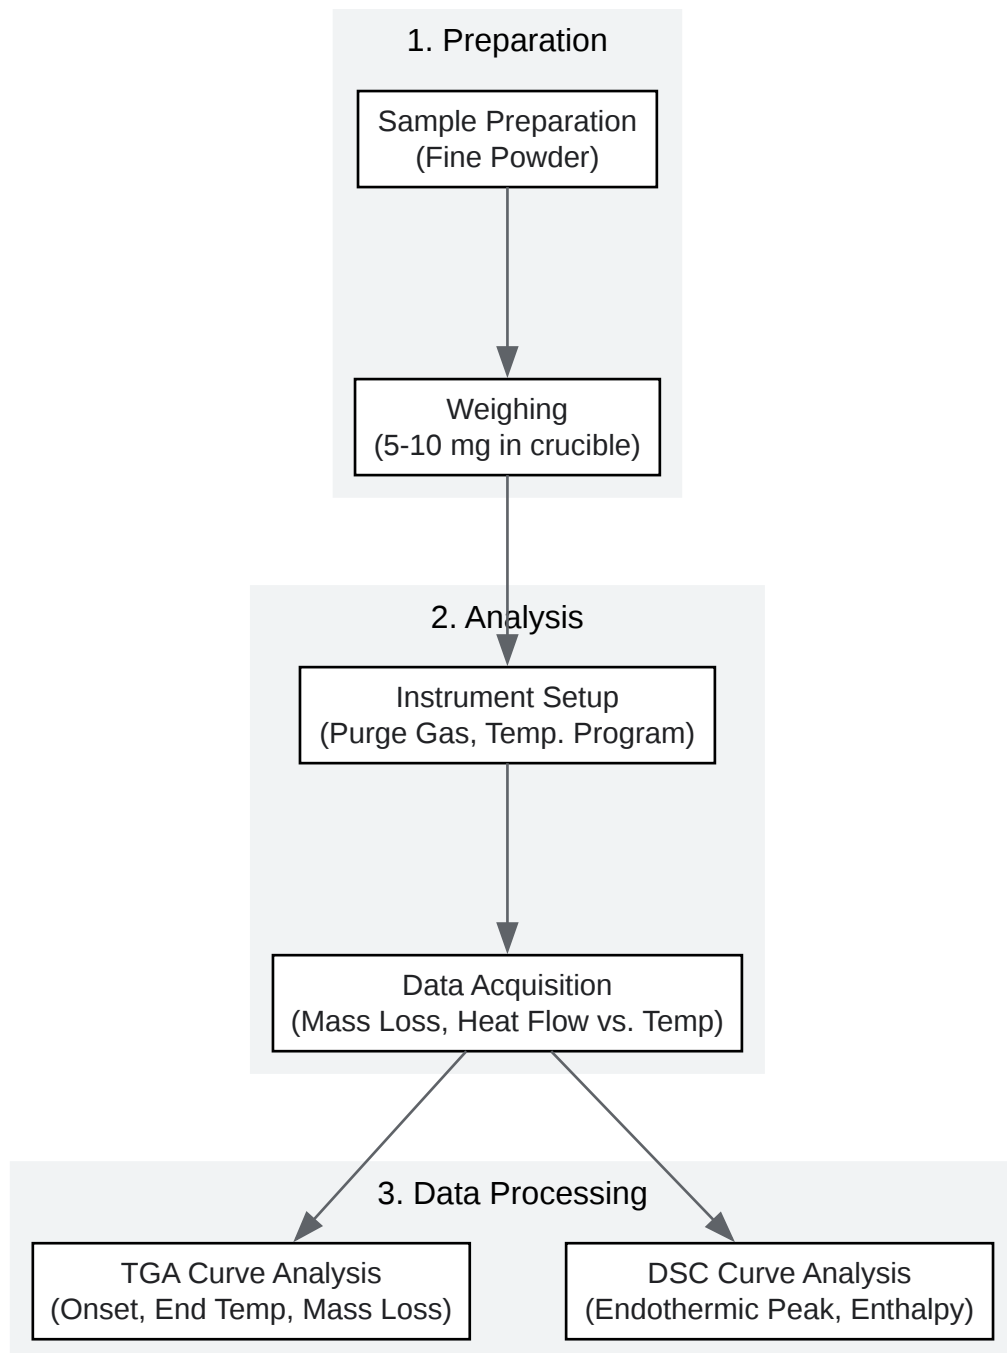 1. Preparation
Sample Preparation
(Fine Powder)
Weighing
(5-10 mg in crucible)
2. Analysis
Instrument Setup
(Purge Gas, Temp. Program)
Data Acquisition
(Mass Loss, Heat Flow vs. Temp)
3. Data Processing
TGA Curve Analysis
(Onset, End Temp, Mass Loss)
DSC Curve Analysis
(Endothermic Peak, Enthalpy)